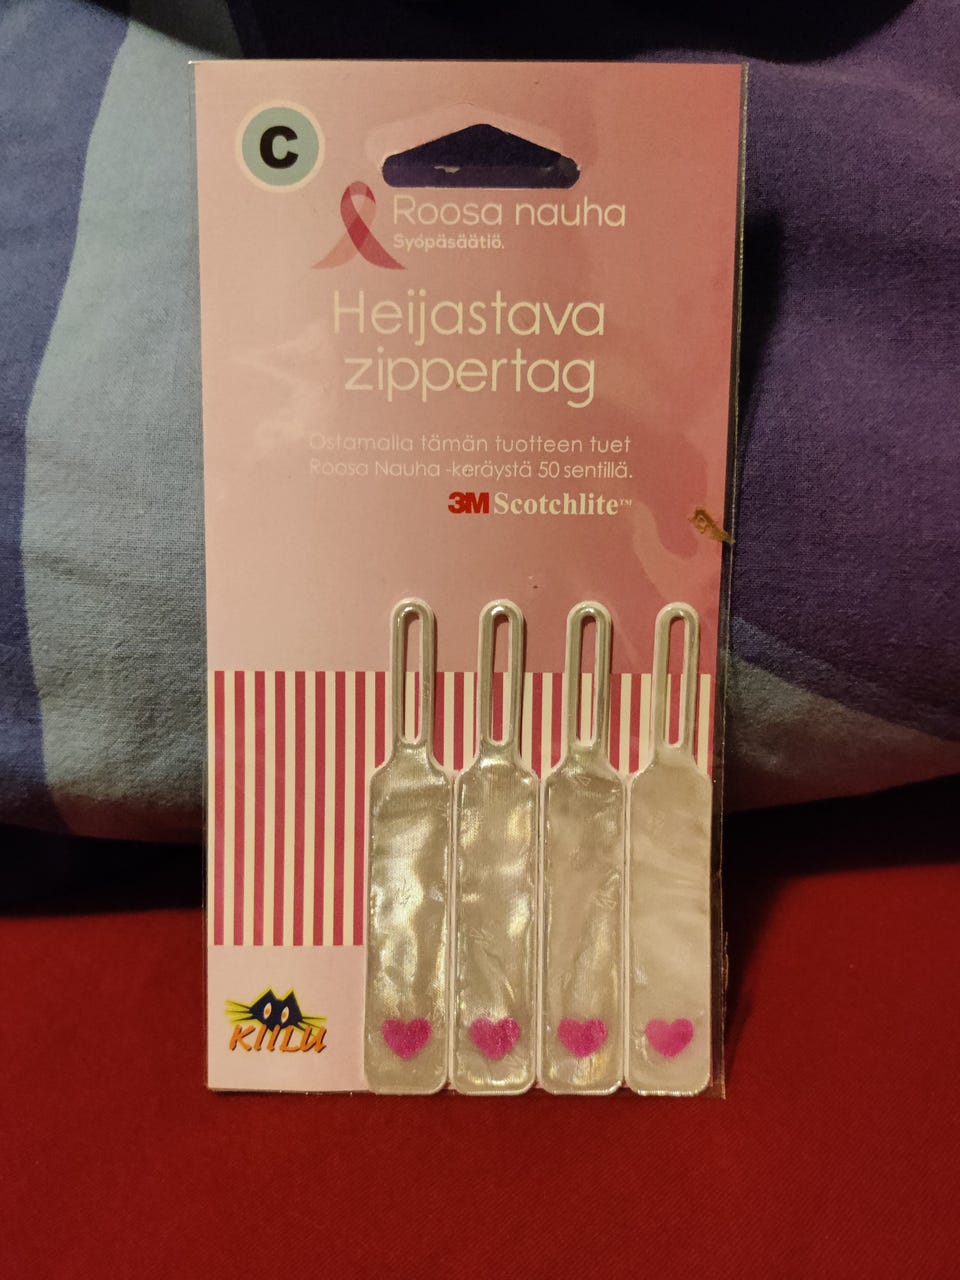 C
Roosa nauha
Syöpäsäätiö.
Heijastava
zippertag
Ostamalla tämän tuotteen tuet
Roosa Nauha -keräystä 50 sentillä.
3M Scotchlite™
KIILU